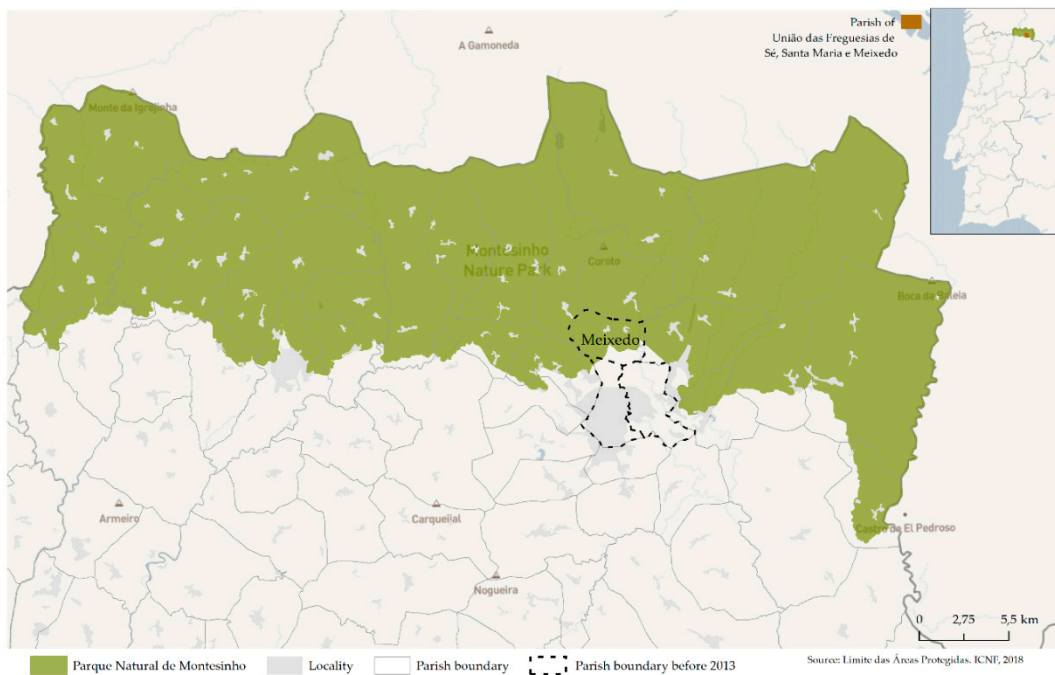 Parish of
União das Freguesias de
Sé, Santa Maria e Meixedo
A Gamoneda
Monte da Igrejinha
Montesinho
Nature Park
Coroto
Boca da Baleia
Meixedo
Armeiro
Carqueijal
Castro de El Pedroso
Nogueira
0 2,75 5,5 km
Parque Natural de Montesinho
Locality
Parish boundary
Parish boundary before 2013
Source: Limite das Áreas Protegidas. ICNF, 2018